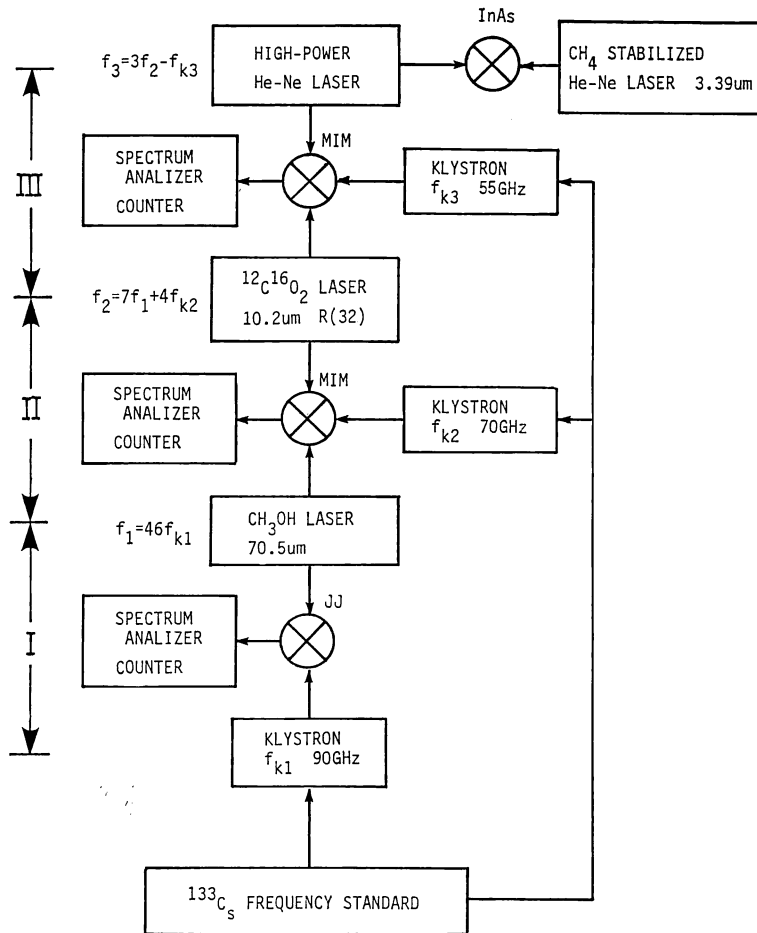 InAs
f3=3f2-fk3
HIGH-POWER
He-Ne LASER
CH4 STABILIZED
He-Ne LASER 3.39um
MIM
SPECTRUM
ANALIZER
COUNTER
KLYSTRON
fk3 55GHz
III
f2=7f1+4fk2
12C16O2 LASER
10.2um R(32)
MIM
SPECTRUM
ANALIZER
COUNTER
KLYSTRON
fk2 70GHz
II
f1=46fk1
CH3OH LASER
70.5um
JJ
SPECTRUM
ANALIZER
COUNTER
I
KLYSTRON
fk1 90GHz
133Cs FREQUENCY STANDARD